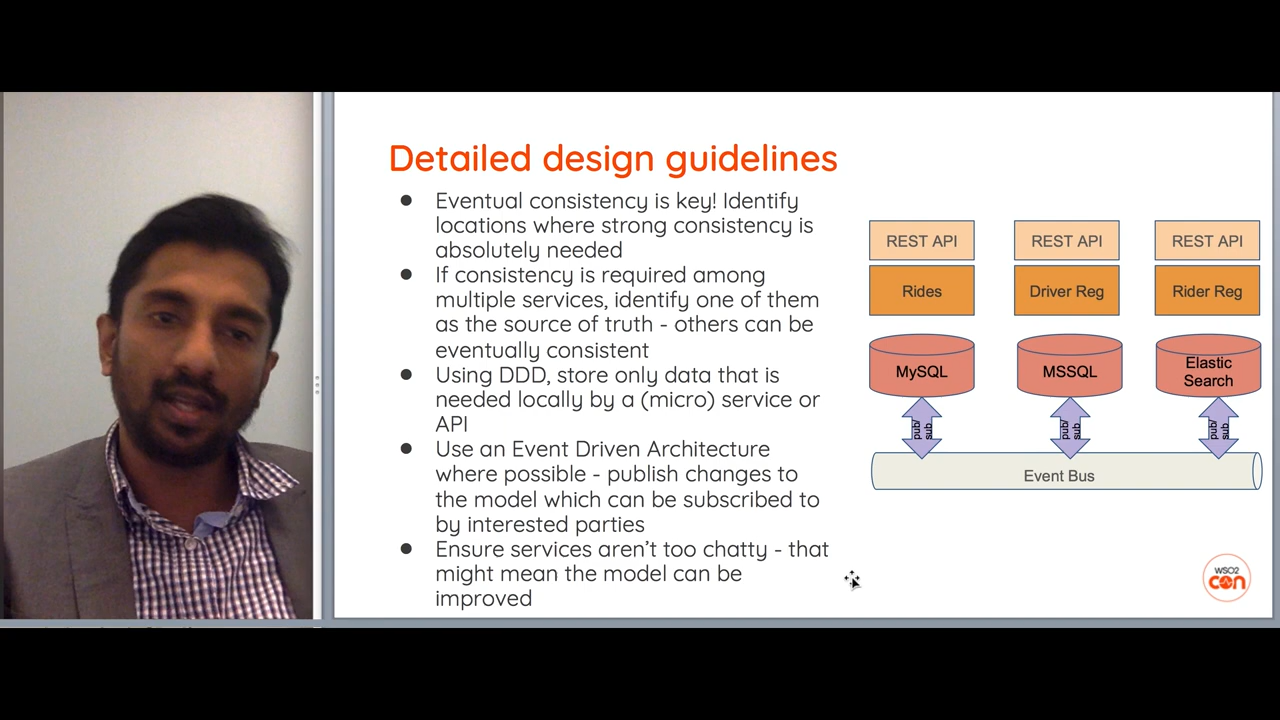 Detailed design guidelines
● Eventual consistency is key! Identify
locations where strong consistency is
absolutely needed
● If consistency is required among
multiple services, identify one of them
as the source of truth - others can be
eventually consistent
● Using DDD, store only data that is
needed locally by a (micro) service or
API
● Use an Event Driven Architecture
where possible - publish changes to
the model which can be subscribed to
by interested parties
● Ensure services aren't too chatty - that
might mean the model can be
improved
REST API
REST API
REST API
Rides
Driver Reg
Rider Reg
MySQL
MSSQL
Elastic
Search
pub/
sub
pub/
sub
pub/
sub
Event Bus
WSO2
con